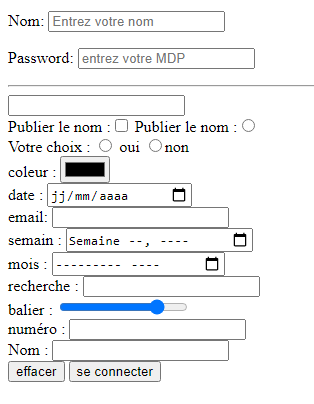 Nom: Entrez votre nom
Password: entrez votre MDP
Publier le nom : Publier le nom :
Votre choix : oui non
coleur :
date : jj/mm/aaaa
email:
semain : Semaine --, ----
mois : --------- ----
recherche :
balier :
numéro :
Nom :
effacer se connecter